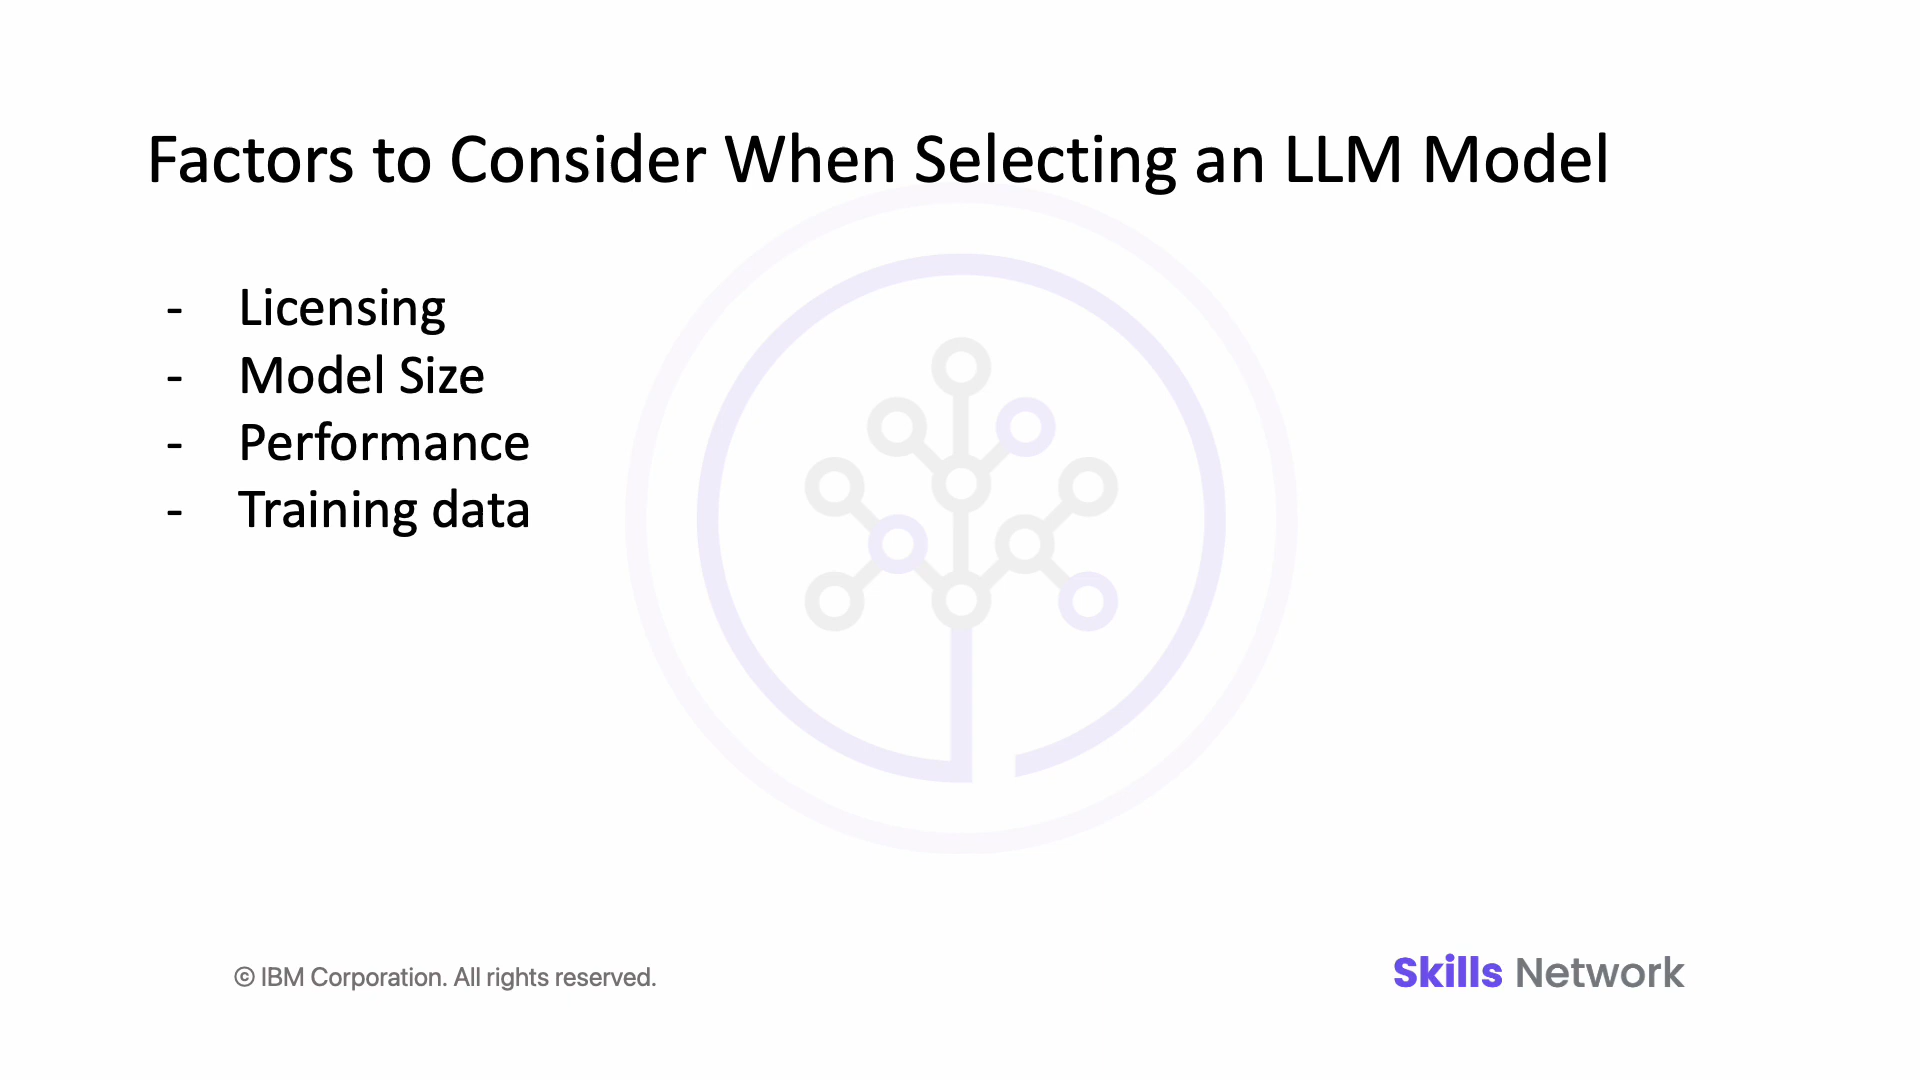 Factors to Consider When Selecting an LLM Model
- Licensing
- Model Size
- Performance
- Training data
© IBM Corporation. All rights reserved.
Skills Network